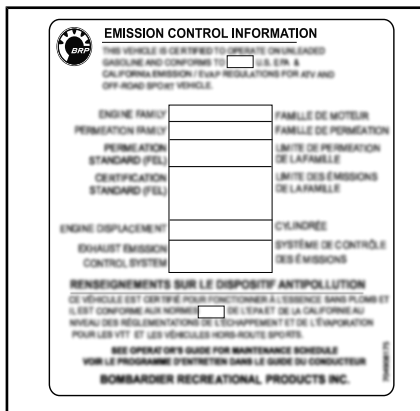 BRP
EMISSION CONTROL INFORMATION
THIS VEHICLE IS CERTIFIED TO OPERATE ON UNLEADED
GASOLINE AND CONFORMS TO U.S. EPA &
CALIFORNIA EMISSION / EVAP REGULATIONS FOR ATV AND
OFF-ROAD SPORT VEHICLE.
ENGINE FAMILY FAMILLE DE MOTEUR
PERMEATION FAMILY FAMILLE DE PERMÉATION
PERMEATION LIMITE DE PERMÉATION
STANDARD (FEL) DE LA FAMILLE
CERTIFICATION LIMITE DES ÉMISSIONS
STANDARD (FEL) DE LA FAMILLE
ENGINE DISPLACEMENT CYLINDRÉE
EXHAUST EMISSION SYSTÈME DE CONTRÔLE
CONTROL SYSTEM DES ÉMISSIONS
RENSEIGNEMENTS SUR LE DISPOSITIF ANTIPOLLUTION
CE VÉHICULE EST CERTIFIÉ POUR FONCTIONNER À L'ESSENCE SANS PLOMB ET
IL EST CONFORME AUX NORMES DE L'EPA ET DE LA CALIFORNIE AU
NIVEAU DES RÉGLEMENTATIONS DE L'ÉCHAPPEMENT ET DE L'ÉVAPORATION
POUR LES VTT ET LES VÉHICULES HORS-ROUTE SPORTS.
SEE OPERATOR'S GUIDE FOR MAINTENANCE SCHEDULE
VOIR LE PROGRAMME D'ENTRETIEN DANS LE GUIDE DU CONDUCTEUR
BOMBARDIER RECREATIONAL PRODUCTS INC.